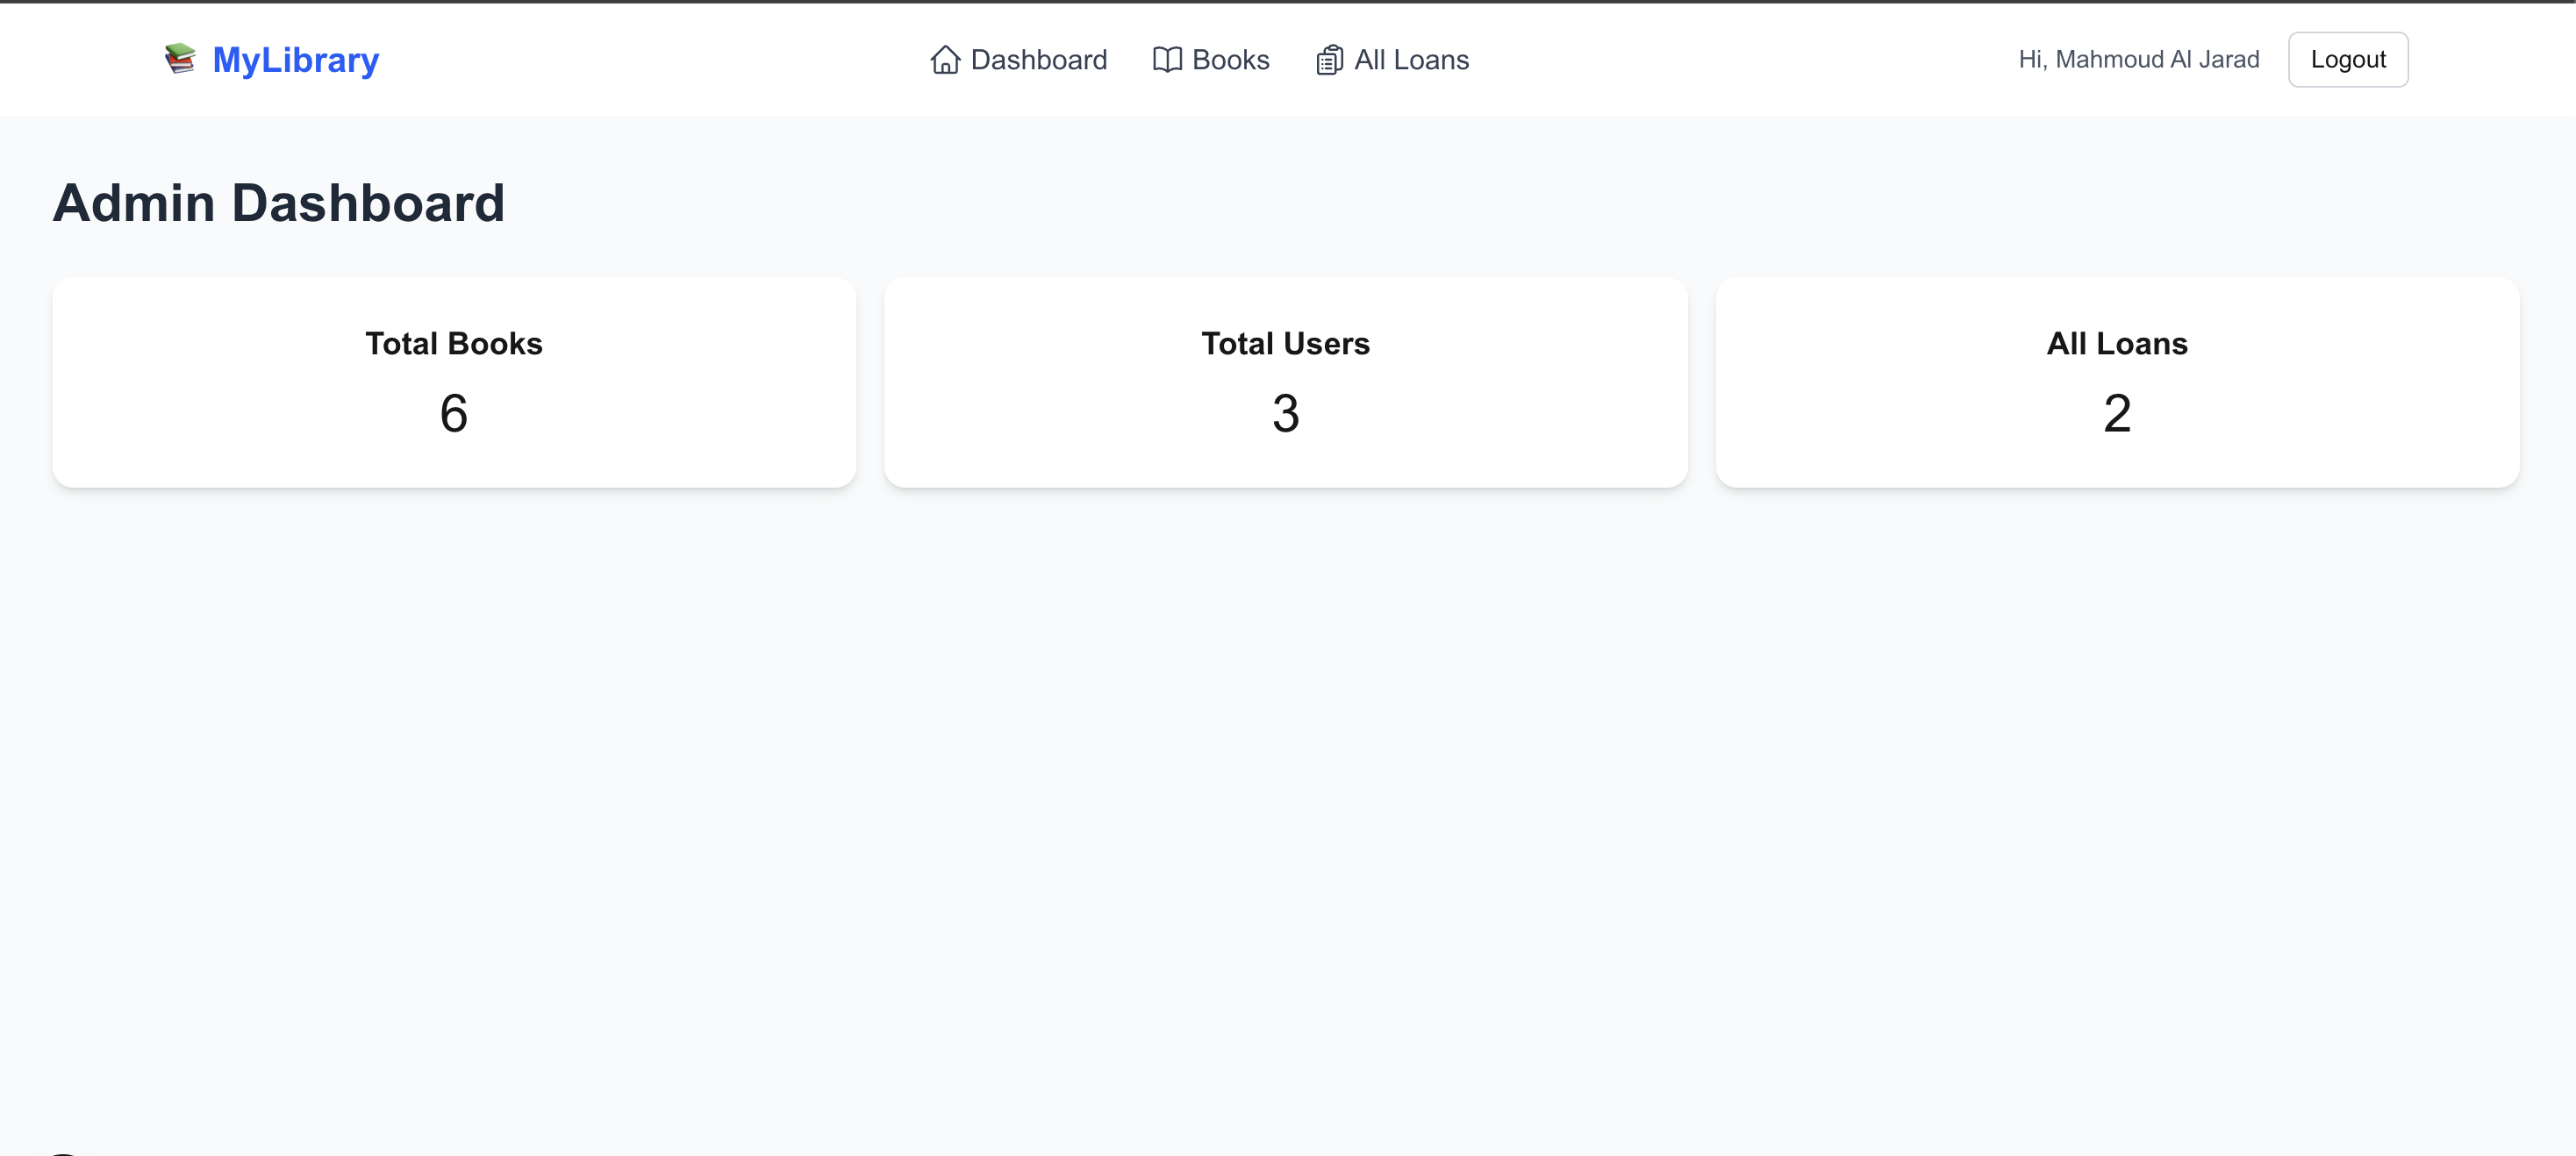 MyLibrary
Dashboard
Books
All Loans
Hi, Mahmoud Al Jarad
Logout
Admin Dashboard
Total Books
6
Total Users
3
All Loans
2